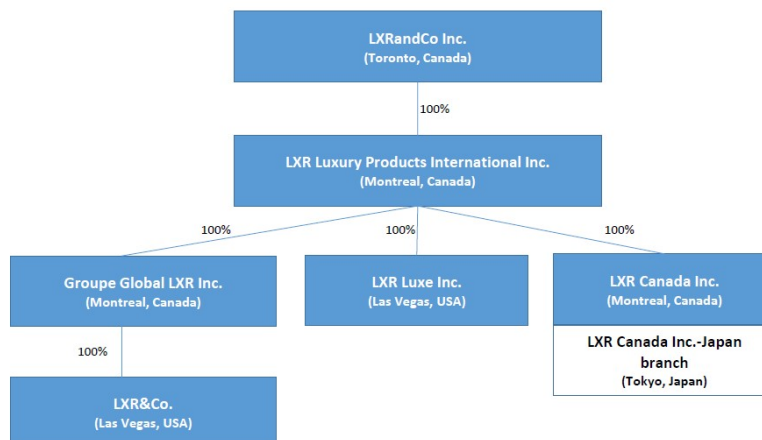 LXRandCo Inc.
(Toronto, Canada)
100%
LXR Luxury Products International Inc.
(Montreal, Canada)
100%
100%
100%
Groupe Global LXR Inc.
(Montreal, Canada)
LXR Luxe Inc.
(Las Vegas, USA)
LXR Canada Inc.
(Montreal, Canada)
LXR Canada Inc.-Japan
branch
(Tokyo, Japan)
100%
LXR&Co.
(Las Vegas, USA)